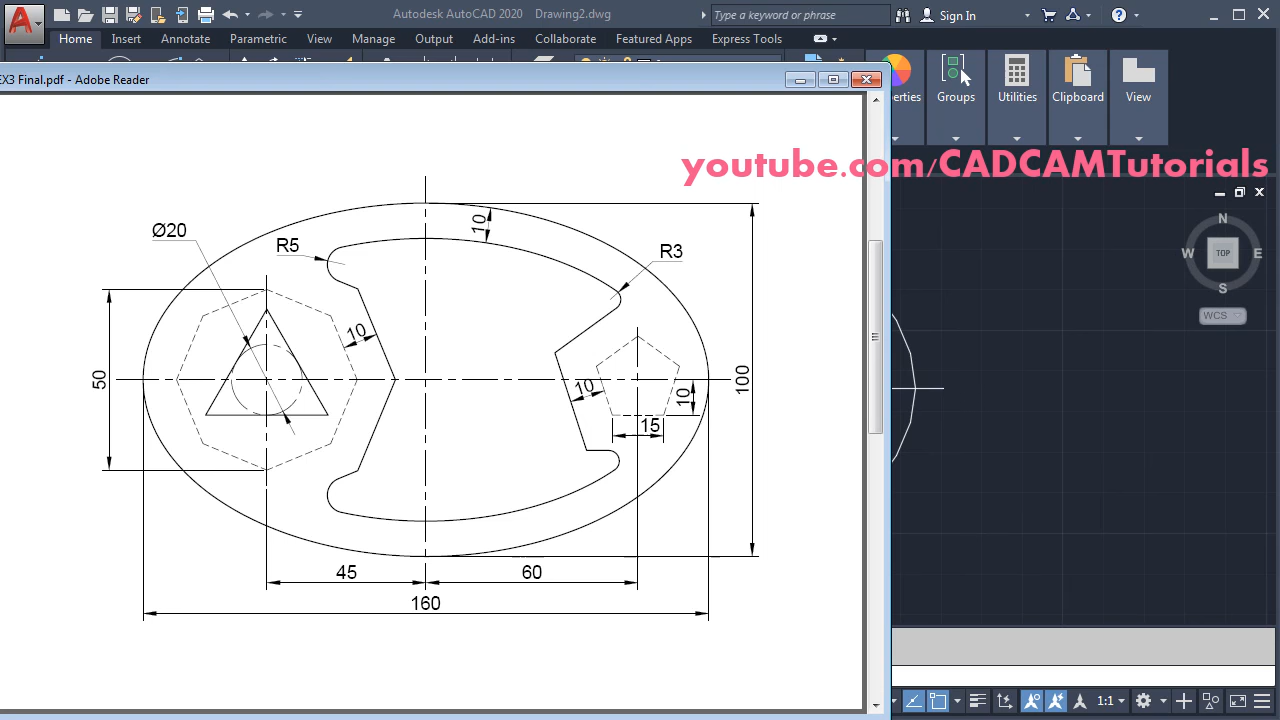 Autodesk AutoCAD 2020 Drawing2.dwg
Type a keyword or phrase
Sign In
Home Insert Annotate Parametric View Manage Output Add-ins Collaborate Featured Apps Express Tools
EX3 Final.pdf - Adobe Reader
erties Groups Utilities Clipboard View
youtube.com/CADCAMTutorials
N
W TOP E
S
WCS
Ø20
R5
10
R3
10
50
100
10
10
15
45
60
160
1:1